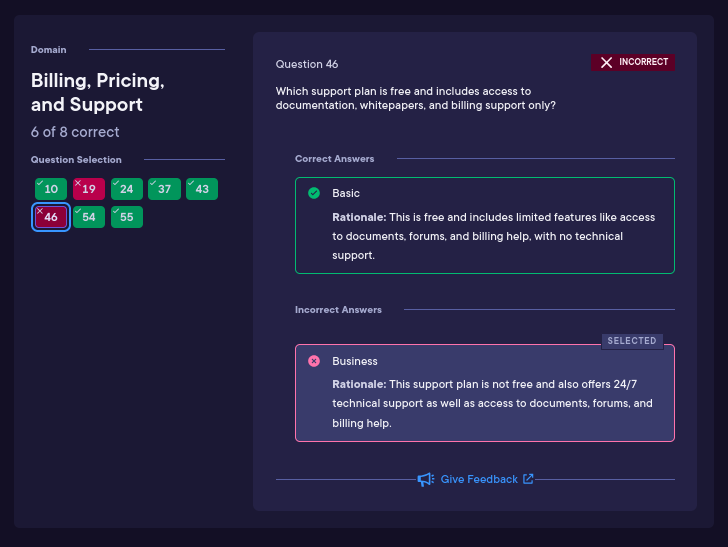 Domain
Billing, Pricing,
and Support
6 of 8 correct
Question Selection
10 19 24 37 43
46 54 55
Question 46
INCORRECT
Which support plan is free and includes access to
documentation, whitepapers, and billing support only?
Correct Answers
Basic
Rationale: This is free and includes limited features like access
to documents, forums, and billing help, with no technical
support.
Incorrect Answers
SELECTED
Business
Rationale: This support plan is not free and also offers 24/7
technical support as well as access to documents, forums, and
billing help.
Give Feedback